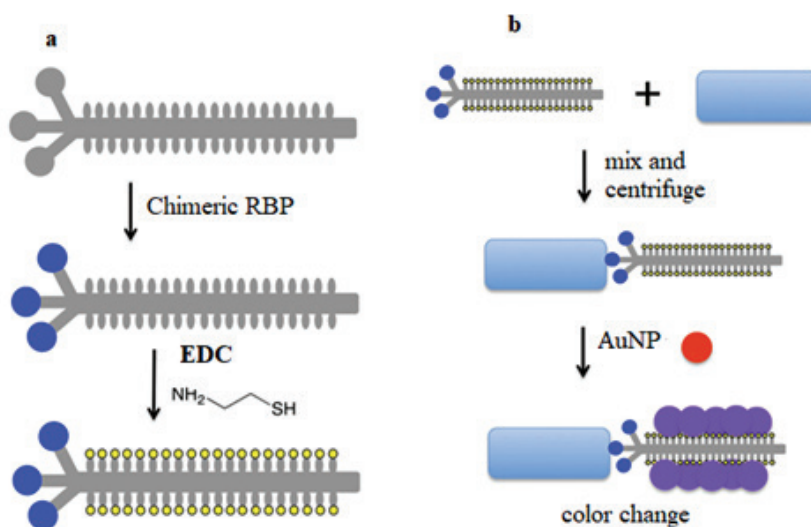 a
Chimeric RBP
EDC
NH2
SH
b
+
mix and
centrifuge
AuNP
color change